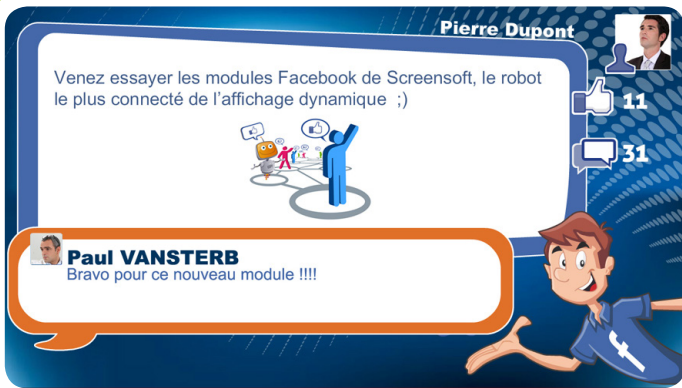 Pierre Dupont
Venez essayer les modules Facebook de Screensoft, le robot
le plus connecté de l'affichage dynamique ;)
11
31
Paul VANSTERB
Bravo pour ce nouveau module !!!!
f